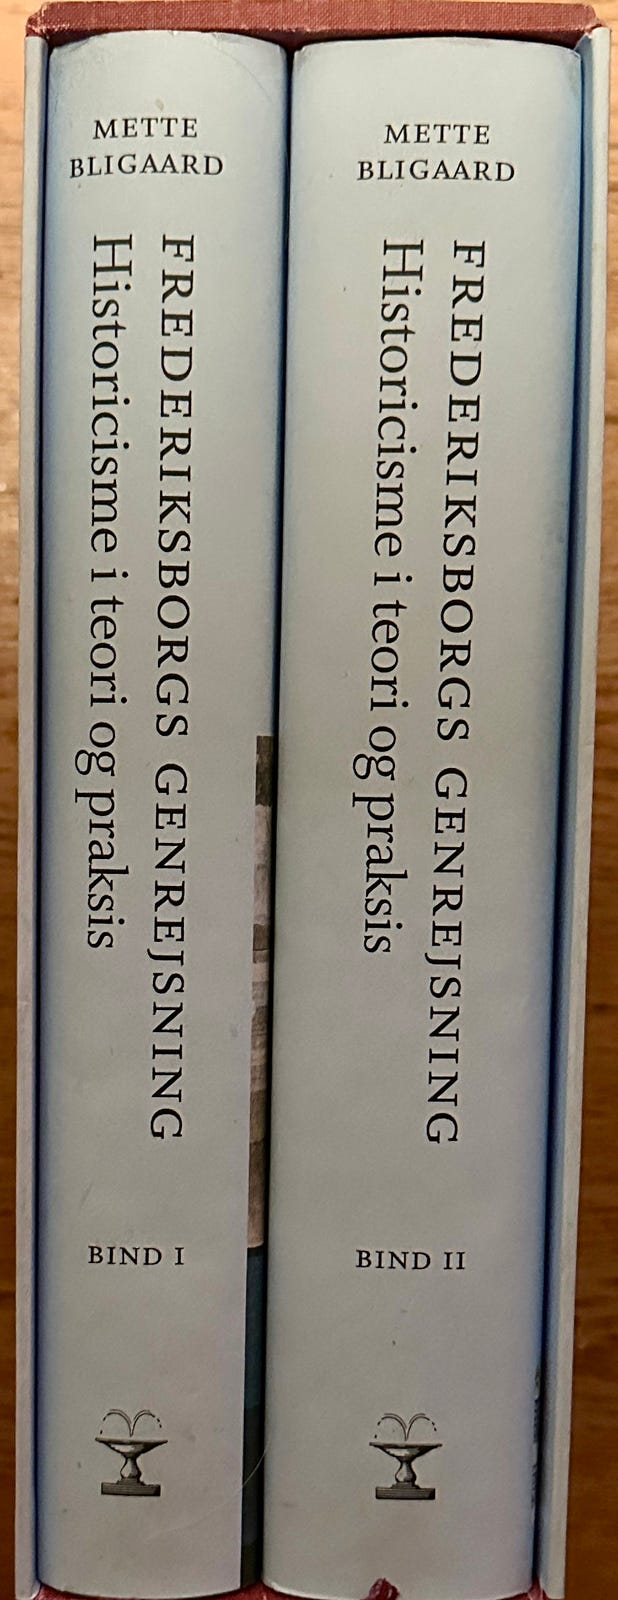 METTE
BLIGAARD
FREDERIKSBORGS GENREJSNING
Historicisme i teori og praksis
BIND I
METTE
BLIGAARD
FREDERIKSBORGS GENREJSNING
Historicisme i teori og praksis
BIND II